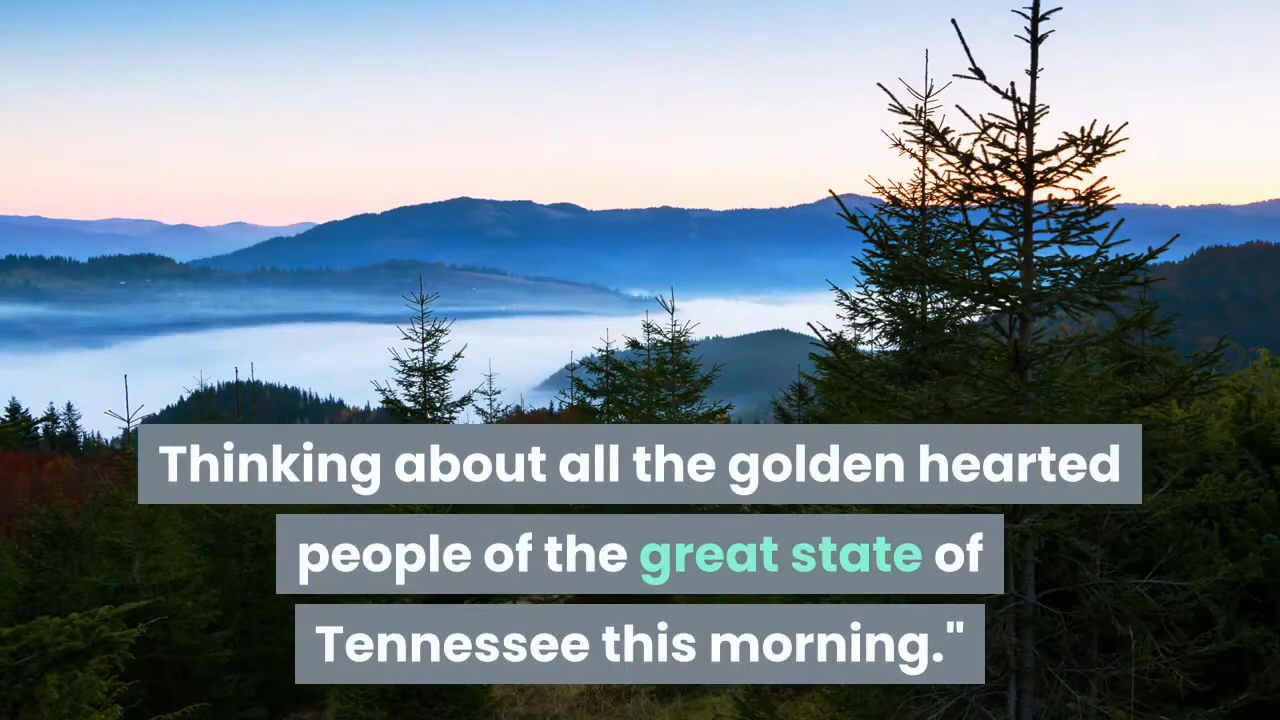 Thinking about all the golden hearted
people of the great state of
Tennessee this morning."